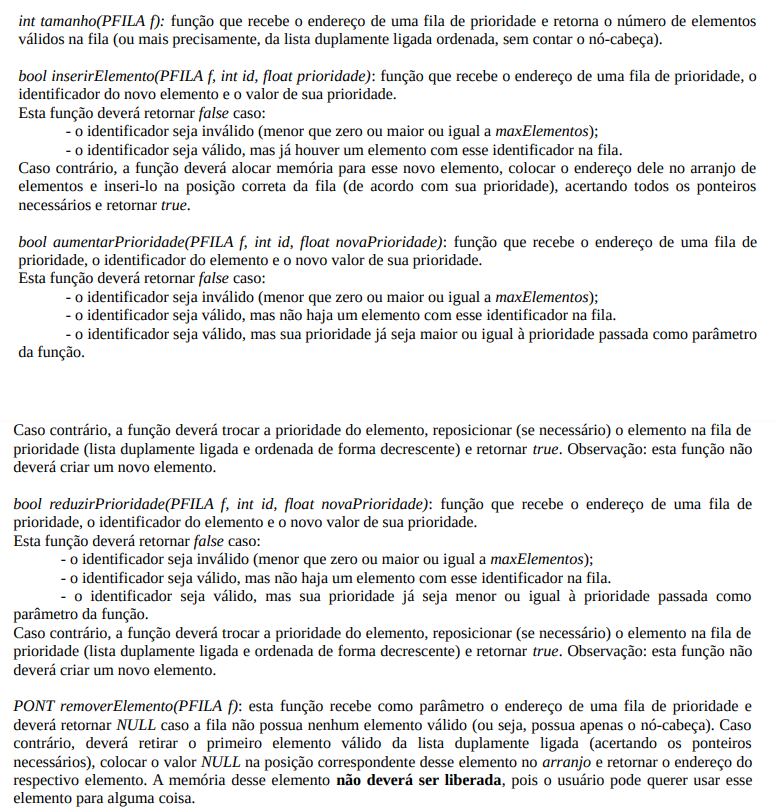 int tamanho(PFILA f): função que recebe o endereço de uma fila de prioridade e retorna o número de elementos
válidos na fila (ou mais precisamente, da lista duplamente ligada ordenada, sem contar o nó-cabeça).
bool inserirElemento(PFILA f, int id, float prioridade): função que recebe o endereço de uma fila de prioridade, o
identificador do novo elemento e o valor de sua prioridade.
Esta função deverá retornar false caso:
- o identificador seja inválido (menor que zero ou maior ou igual a maxElementos);
- o identificador seja válido, mas já houver um elemento com esse identificador na fila.
Caso contrário, a função deverá alocar memória para esse novo elemento, colocar o endereço dele no arranjo de
elementos e inseri-lo na posição correta da fila (de acordo com sua prioridade), acertando todos os ponteiros
necessários e retornar true.
bool aumentarPrioridade(PFILA f, int id, float novaPrioridade): função que recebe o endereço de uma fila de
prioridade, o identificador do elemento e o novo valor de sua prioridade.
Esta função deverá retornar false caso:
- o identificador seja inválido (menor que zero ou maior ou igual a maxElementos);
- o identificador seja válido, mas não haja um elemento com esse identificador na fila.
- o identificador seja válido, mas sua prioridade já seja maior ou igual à prioridade passada como parâmetro
da função.
Caso contrário, a função deverá trocar a prioridade do elemento, reposicionar (se necessário) o elemento na fila de
prioridade (lista duplamente ligada e ordenada de forma decrescente) e retornar true. Observação: esta função não
deverá criar um novo elemento.
bool reduzirPrioridade(PFILA f, int id, float novaPrioridade): função que recebe o endereço de uma fila de
prioridade, o identificador do elemento e o novo valor de sua prioridade.
Esta função deverá retornar false caso:
- o identificador seja inválido (menor que zero ou maior ou igual a maxElementos);
- o identificador seja válido, mas não haja um elemento com esse identificador na fila.
- o identificador seja válido, mas sua prioridade já seja menor ou igual à prioridade passada como
parâmetro da função.
Caso contrário, a função deverá trocar a prioridade do elemento, reposicionar (se necessário) o elemento na fila de
prioridade (lista duplamente ligada e ordenada de forma decrescente) e retornar true. Observação: esta função não
deverá criar um novo elemento.
PONT removerElemento(PFILA f): esta função recebe como parâmetro o endereço de uma fila de prioridade e
deverá retornar NULL caso a fila não possua nenhum elemento válido (ou seja, possua apenas o nó-cabeça). Caso
contrário, deverá retirar o primeiro elemento válido da lista duplamente ligada (acertando os ponteiros
necessários), colocar o valor NULL na posição correspondente desse elemento no arranjo e retornar o endereço do
respectivo elemento. A memória desse elemento não deverá ser liberada, pois o usuário pode querer usar esse
elemento para alguma coisa.